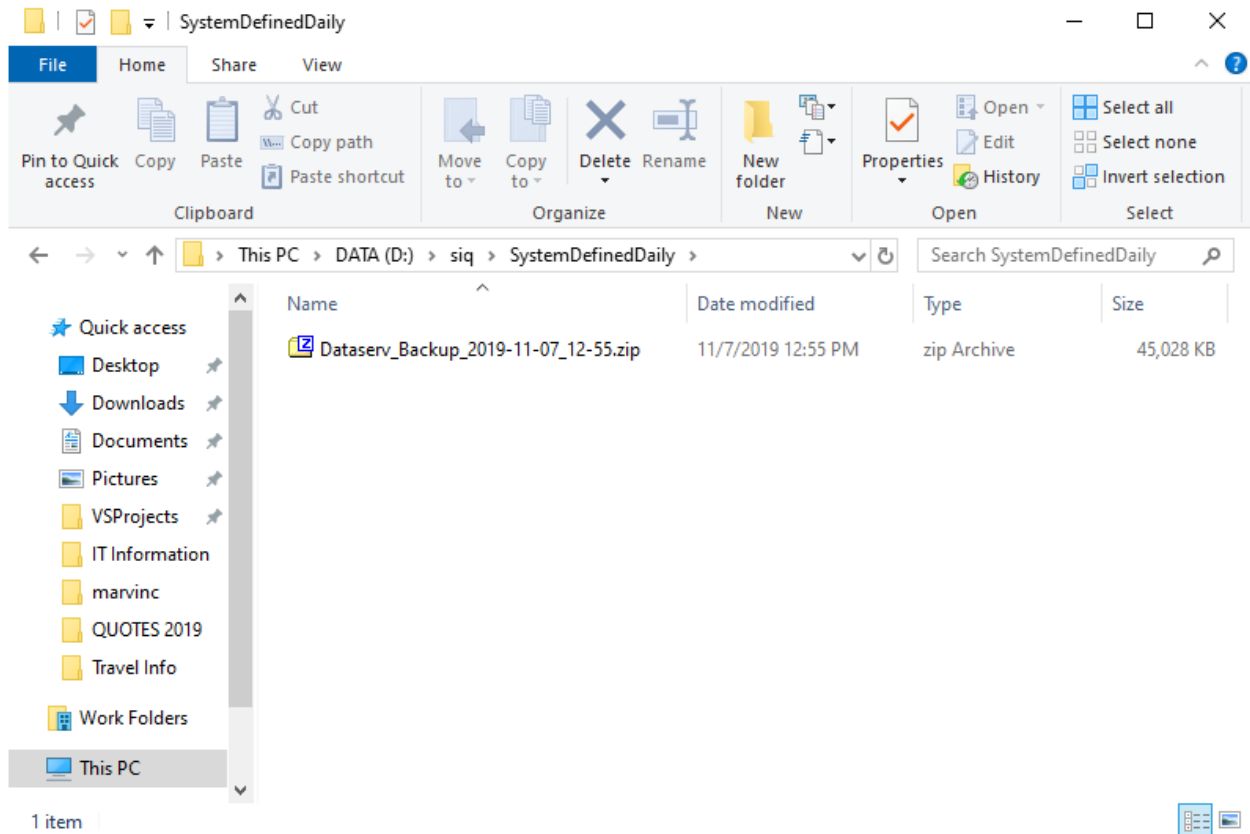 SystemDefinedDaily
File Home Share View
Pin to Quick access
Copy
Paste
Cut
Copy path
Paste shortcut
Clipboard
Move to
Copy to
Delete
Rename
Organize
New folder
New
Properties
Open
Edit
History
Open
Select all
Select none
Invert selection
Select
This PC > DATA (D:) > siq > SystemDefinedDaily >
Search SystemDefinedDaily
Name Date modified Type Size
Dataserv_Backup_2019-11-07_12-55.zip 11/7/2019 12:55 PM zip Archive 45,028 KB
Quick access
Desktop
Downloads
Documents
Pictures
VSProjects
IT Information
marvinc
QUOTES 2019
Travel Info
Work Folders
This PC
1 item